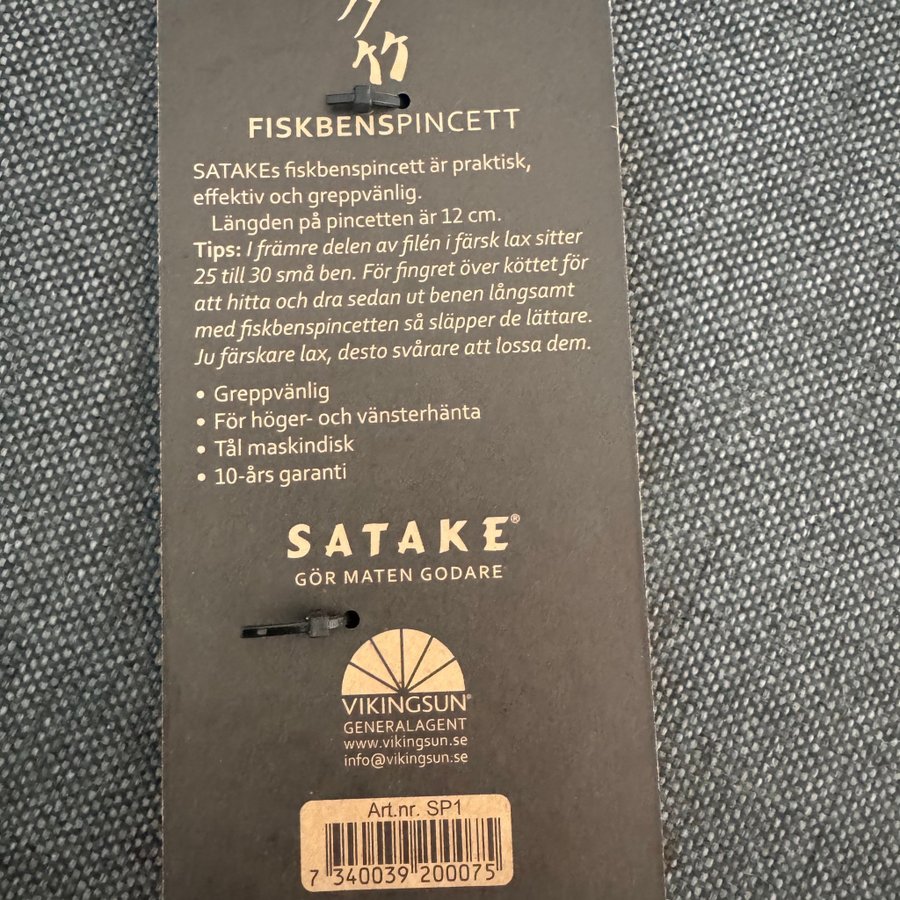 竹
FISKBENSPINCETT
SATAKEs fiskbenspincett är praktisk,
effektiv och greppvänlig.
Längden på pincetten är 12 cm.
Tips: I främre delen av filén i färsk lax sitter
25 till 30 små ben. För fingret över köttet för
att hitta och dra sedan ut benen långsamt
med fiskbenspincetten så släpper de lättare.
Ju färskare lax, desto svårare att lossa dem.
• Greppvänlig
• För höger- och vänsterhänta
• Tål maskindisk
• 10-års garanti
SATAKE®
GÖR MATEN GODARE
VIKINGSUN®
GENERALAGENT
www.vikingsun.se
info@vikingsun.se
Art.nr. SP1
7 340039 200075